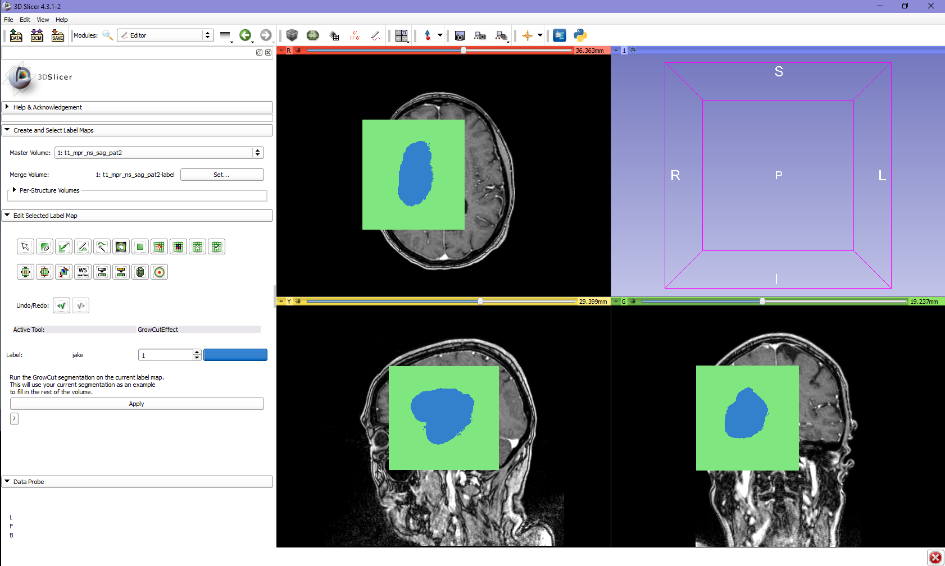 3D Slicer 4.3.1-2
File Edit View Help
DATA DCM SAVE Modules: Editor
3DSlicer
Help & Acknowledgement
Create and Select Label Maps
Master Volume: 1: t1_mpr_ns_sag_pat2
Merge Volume: 1: t1_mpr_ns_sag_pat2-label Set...
Per-Structure Volumes
Edit Selected Label Map
Undo/Redo:
Active Tool: GrowCutEffect
Label: jake 1
Run the GrowCut segmentation on the current label map.
This will use your current segmentation as an example
to fill in the rest of the volume.
Apply
?
Data Probe
L
F
B
R 36.363mm
1
S
R P L
I
Y 29.399mm
G 19.237mm